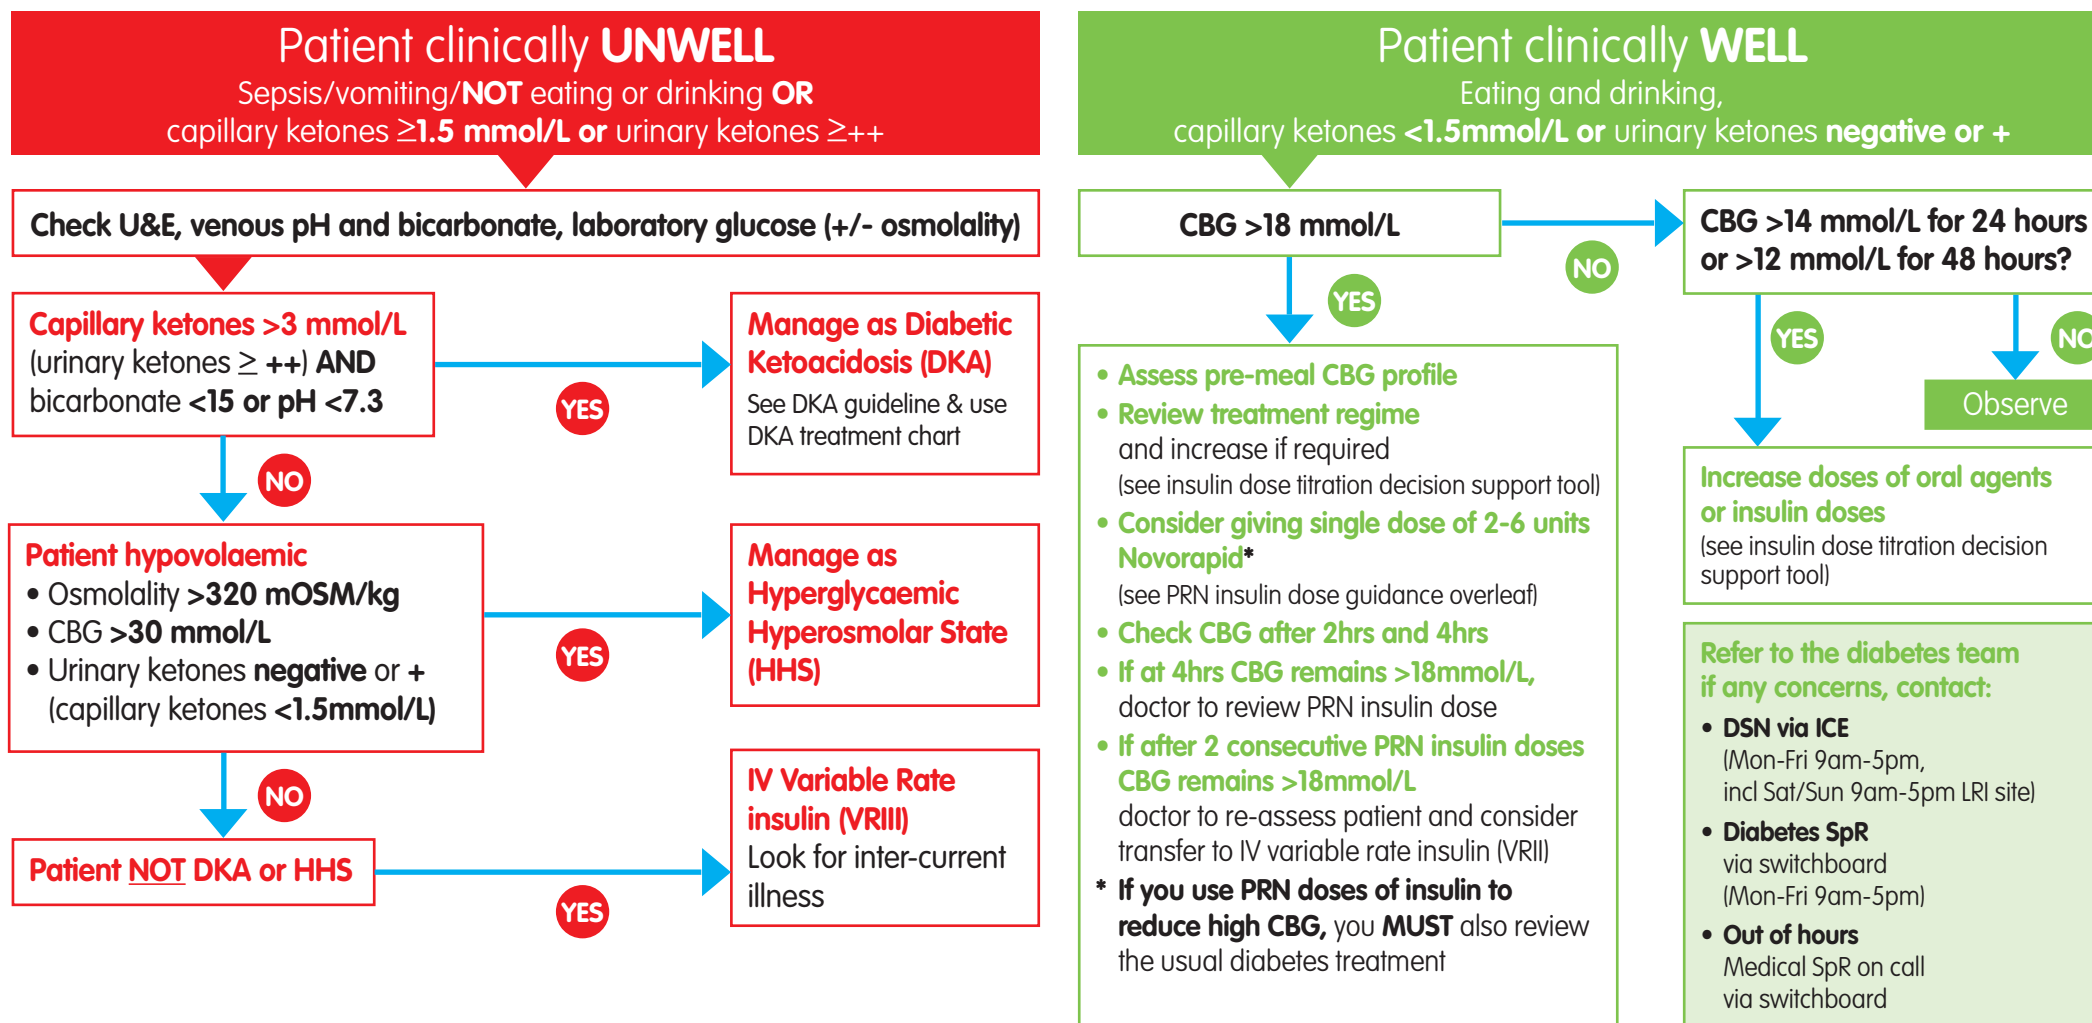 Patient clinically UNWELL
Sepsis/vomiting/NOT eating or drinking OR
capillary ketones ≥1.5 mmol/L or urinary ketones ≥++
Check U&E, venous pH and bicarbonate, laboratory glucose (+/- osmolality)
Capillary ketones >3 mmol/L
(urinary ketones ≥ ++) AND
bicarbonate <15 or pH <7.3
YES
Manage as Diabetic
Ketoacidosis (DKA)
See DKA guideline & use
DKA treatment chart
NO
Patient hypovolaemic
• Osmolality >320 mOSM/kg
• CBG >30 mmol/L
• Urinary ketones negative or +
(capillary ketones <1.5mmol/L)
YES
Manage as
Hyperglycaemic
Hyperosmolar State
(HHS)
NO
Patient NOT DKA or HHS
YES
IV Variable Rate
insulin (VRIII)
Look for inter-current
illness
Patient clinically WELL
Eating and drinking,
capillary ketones <1.5mmol/L or urinary ketones negative or +
CBG >18 mmol/L
NO
YES
• Assess pre-meal CBG profile
• Review treatment regime
and increase if required
(see insulin dose titration decision support tool)
• Consider giving single dose of 2-6 units
Novorapid*
(see PRN insulin dose guidance overleaf)
• Check CBG after 2hrs and 4hrs
• If at 4hrs CBG remains >18mmol/L,
doctor to review PRN insulin dose
• If after 2 consecutive PRN insulin doses
CBG remains >18mmol/L
doctor to re-assess patient and consider
transfer to IV variable rate insulin (VRII)
* If you use PRN doses of insulin to
reduce high CBG, you MUST also review
the usual diabetes treatment
CBG >14 mmol/L for 24 hours
or >12 mmol/L for 48 hours?
YES
NO
Observe
Increase doses of oral agents
or insulin doses
(see insulin dose titration decision
support tool)
Refer to the diabetes team
if any concerns, contact:
• DSN via ICE
(Mon-Fri 9am-5pm,
incl Sat/Sun 9am-5pm LRI site)
• Diabetes SpR
via switchboard
(Mon-Fri 9am-5pm)
• Out of hours
Medical SpR on call
via switchboard